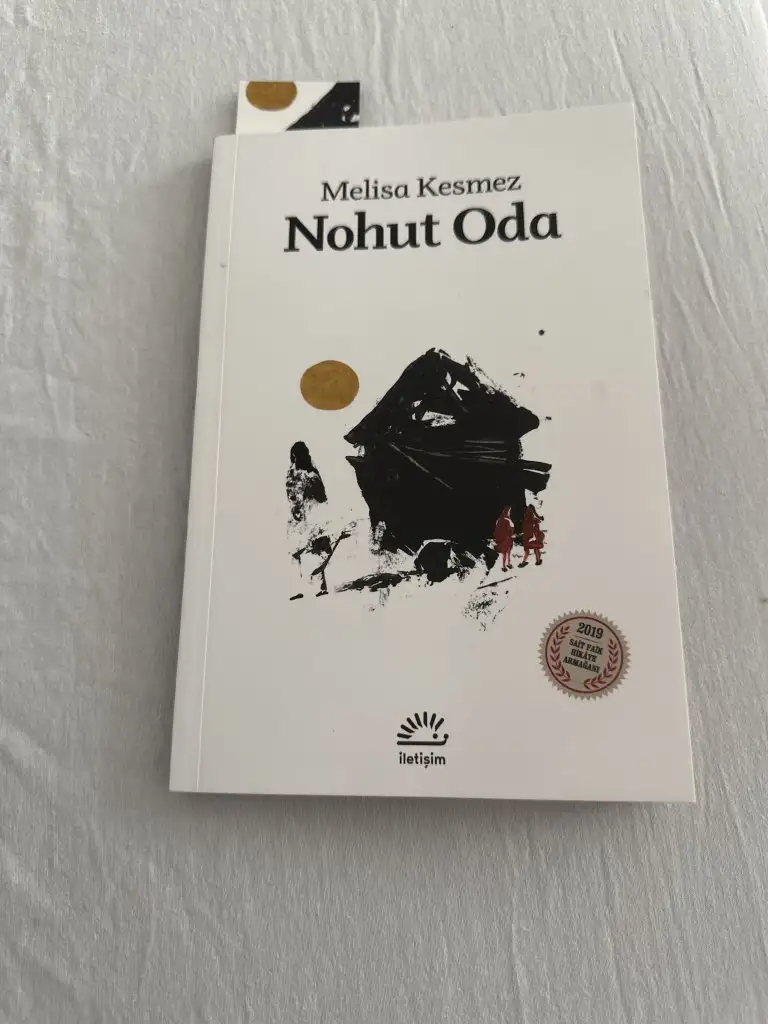 Melisa Kesmez
Nohut Oda
2019
SAİT FAİK
HİKÂYE
ARMAĞANI
iletişim